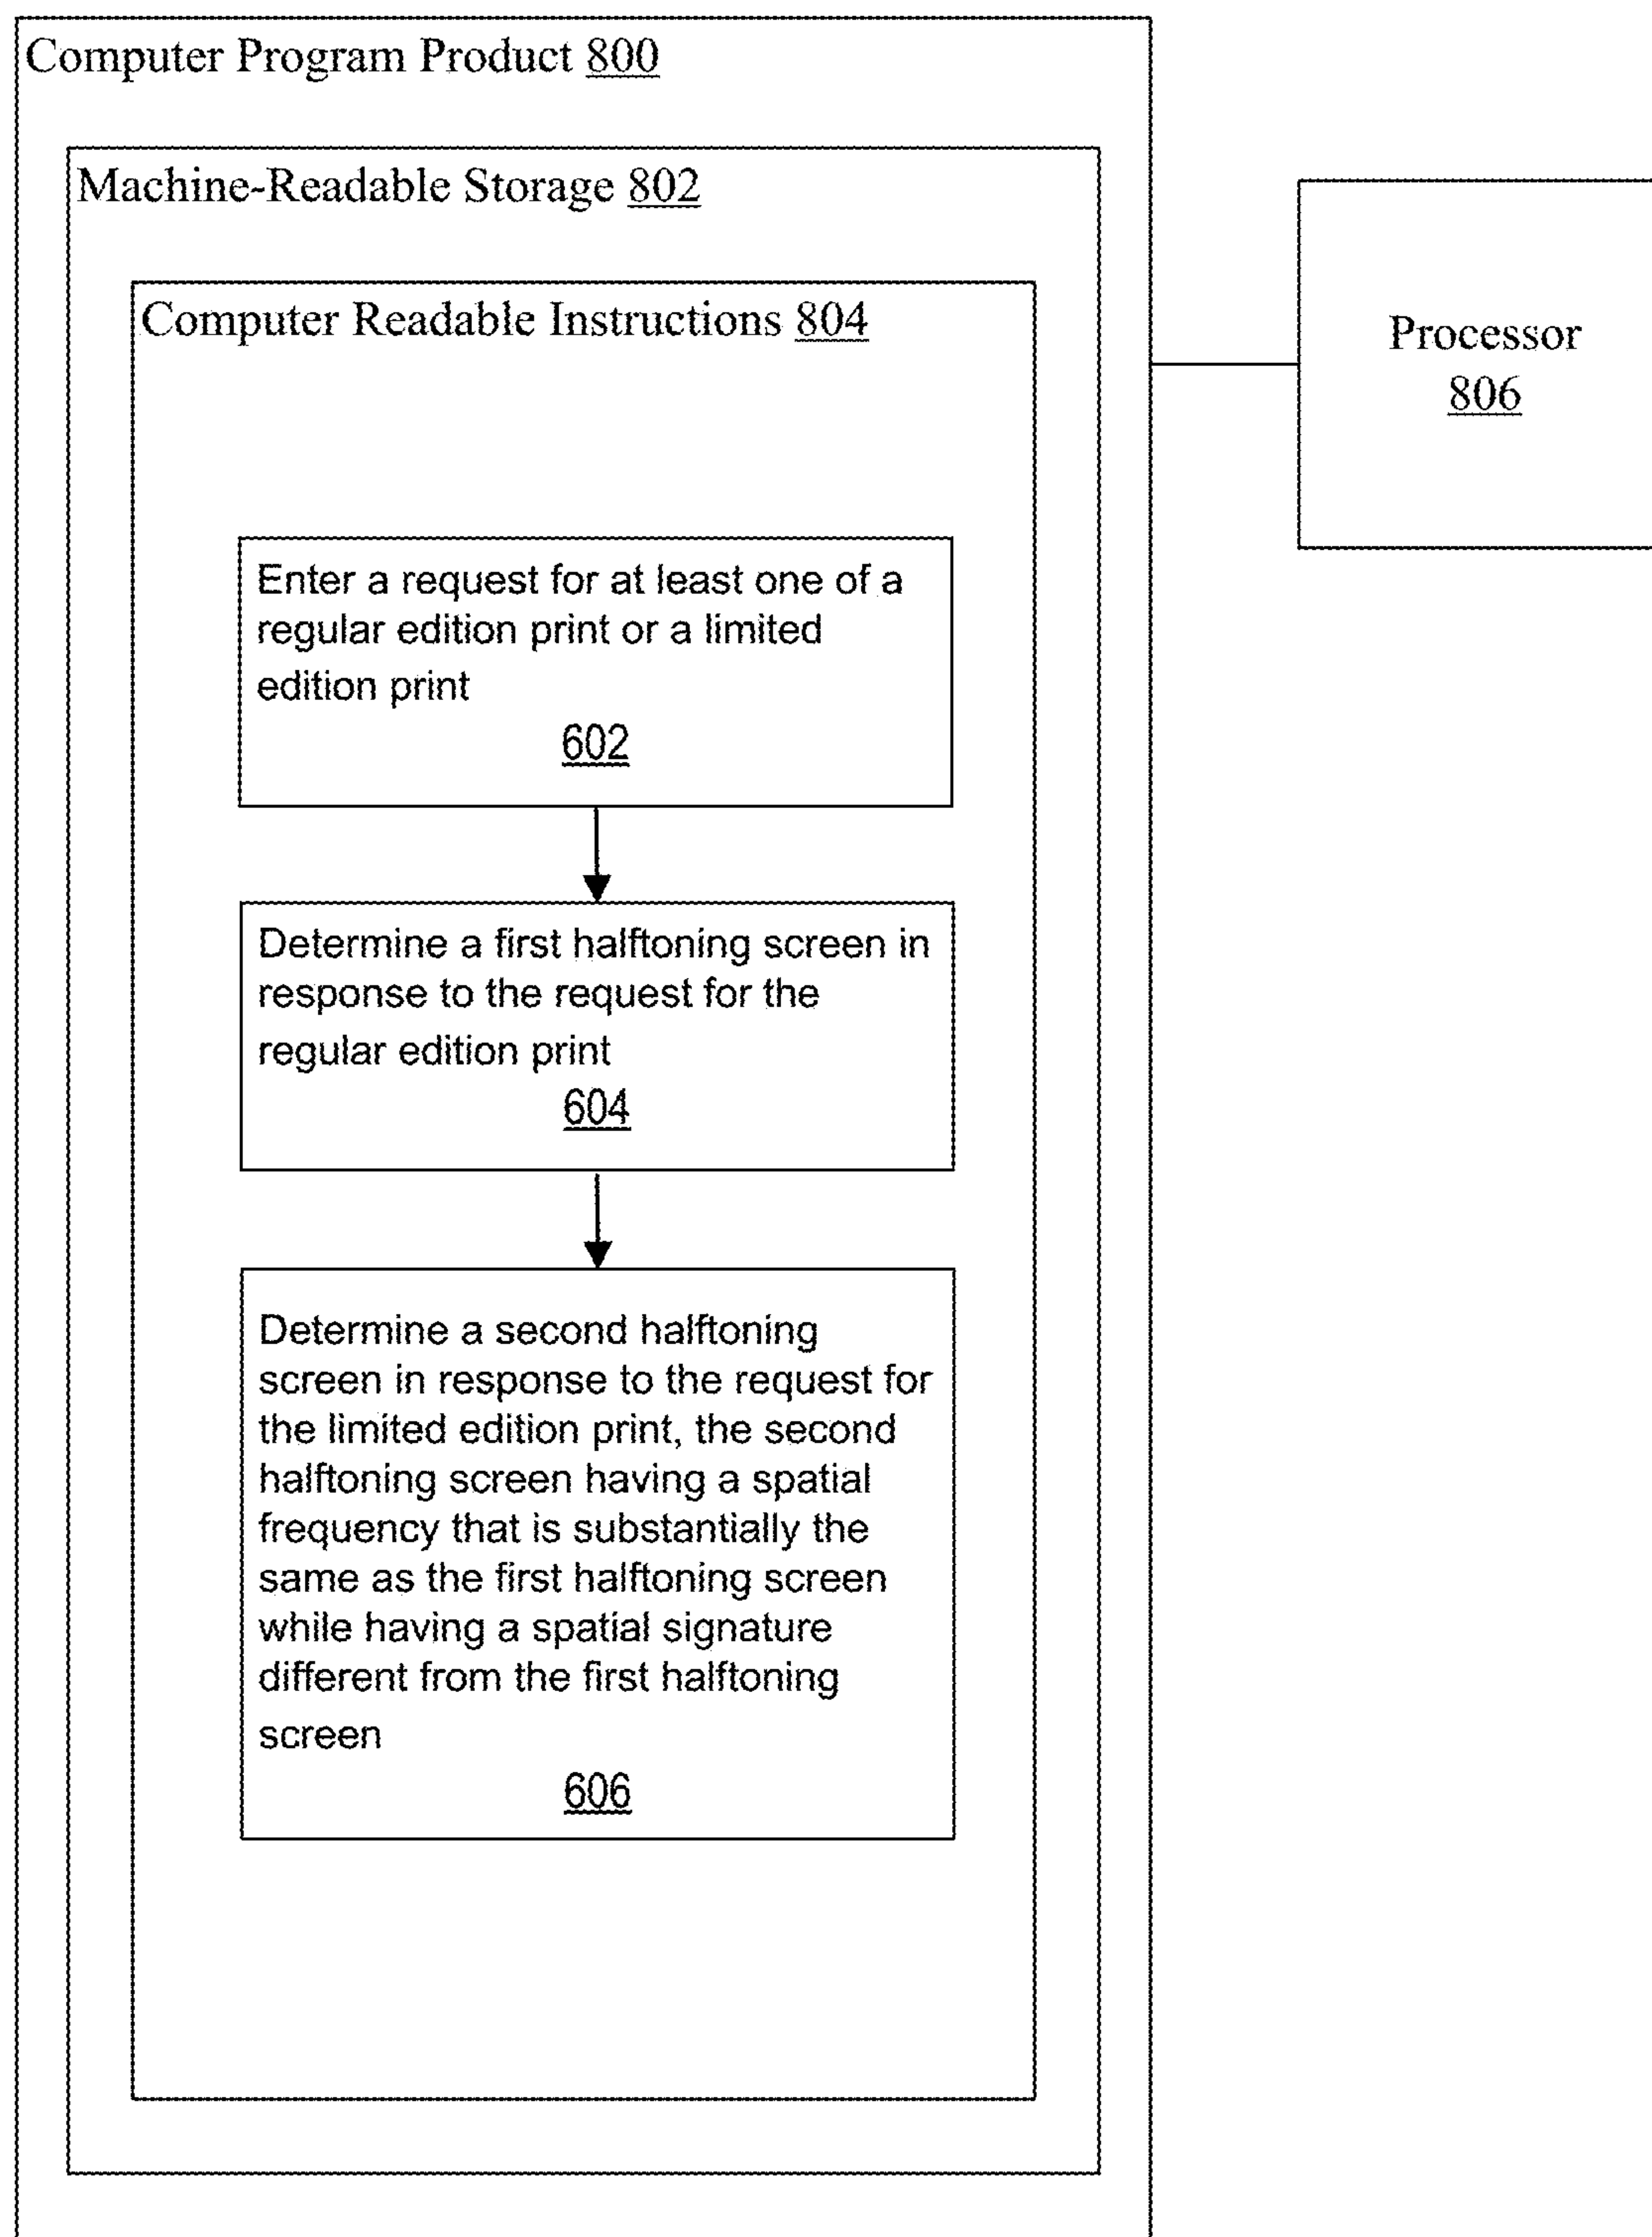 Computer Program Product 800
Machine-Readable Storage 802
Computer Readable Instructions 804
Processor
806
Enter a request for at least one of a
regular edition print or a limited
edition print
602
Determine a first halftoning screen in
response to the request for the
regular edition print
604
Determine a second halftoning
screen in response to the request for
the limited edition print, the second
halftoning screen having a spatial
frequency that is substantially the
same as the first halftoning screen
while having a spatial signature
different from the first halftoning
screen
606